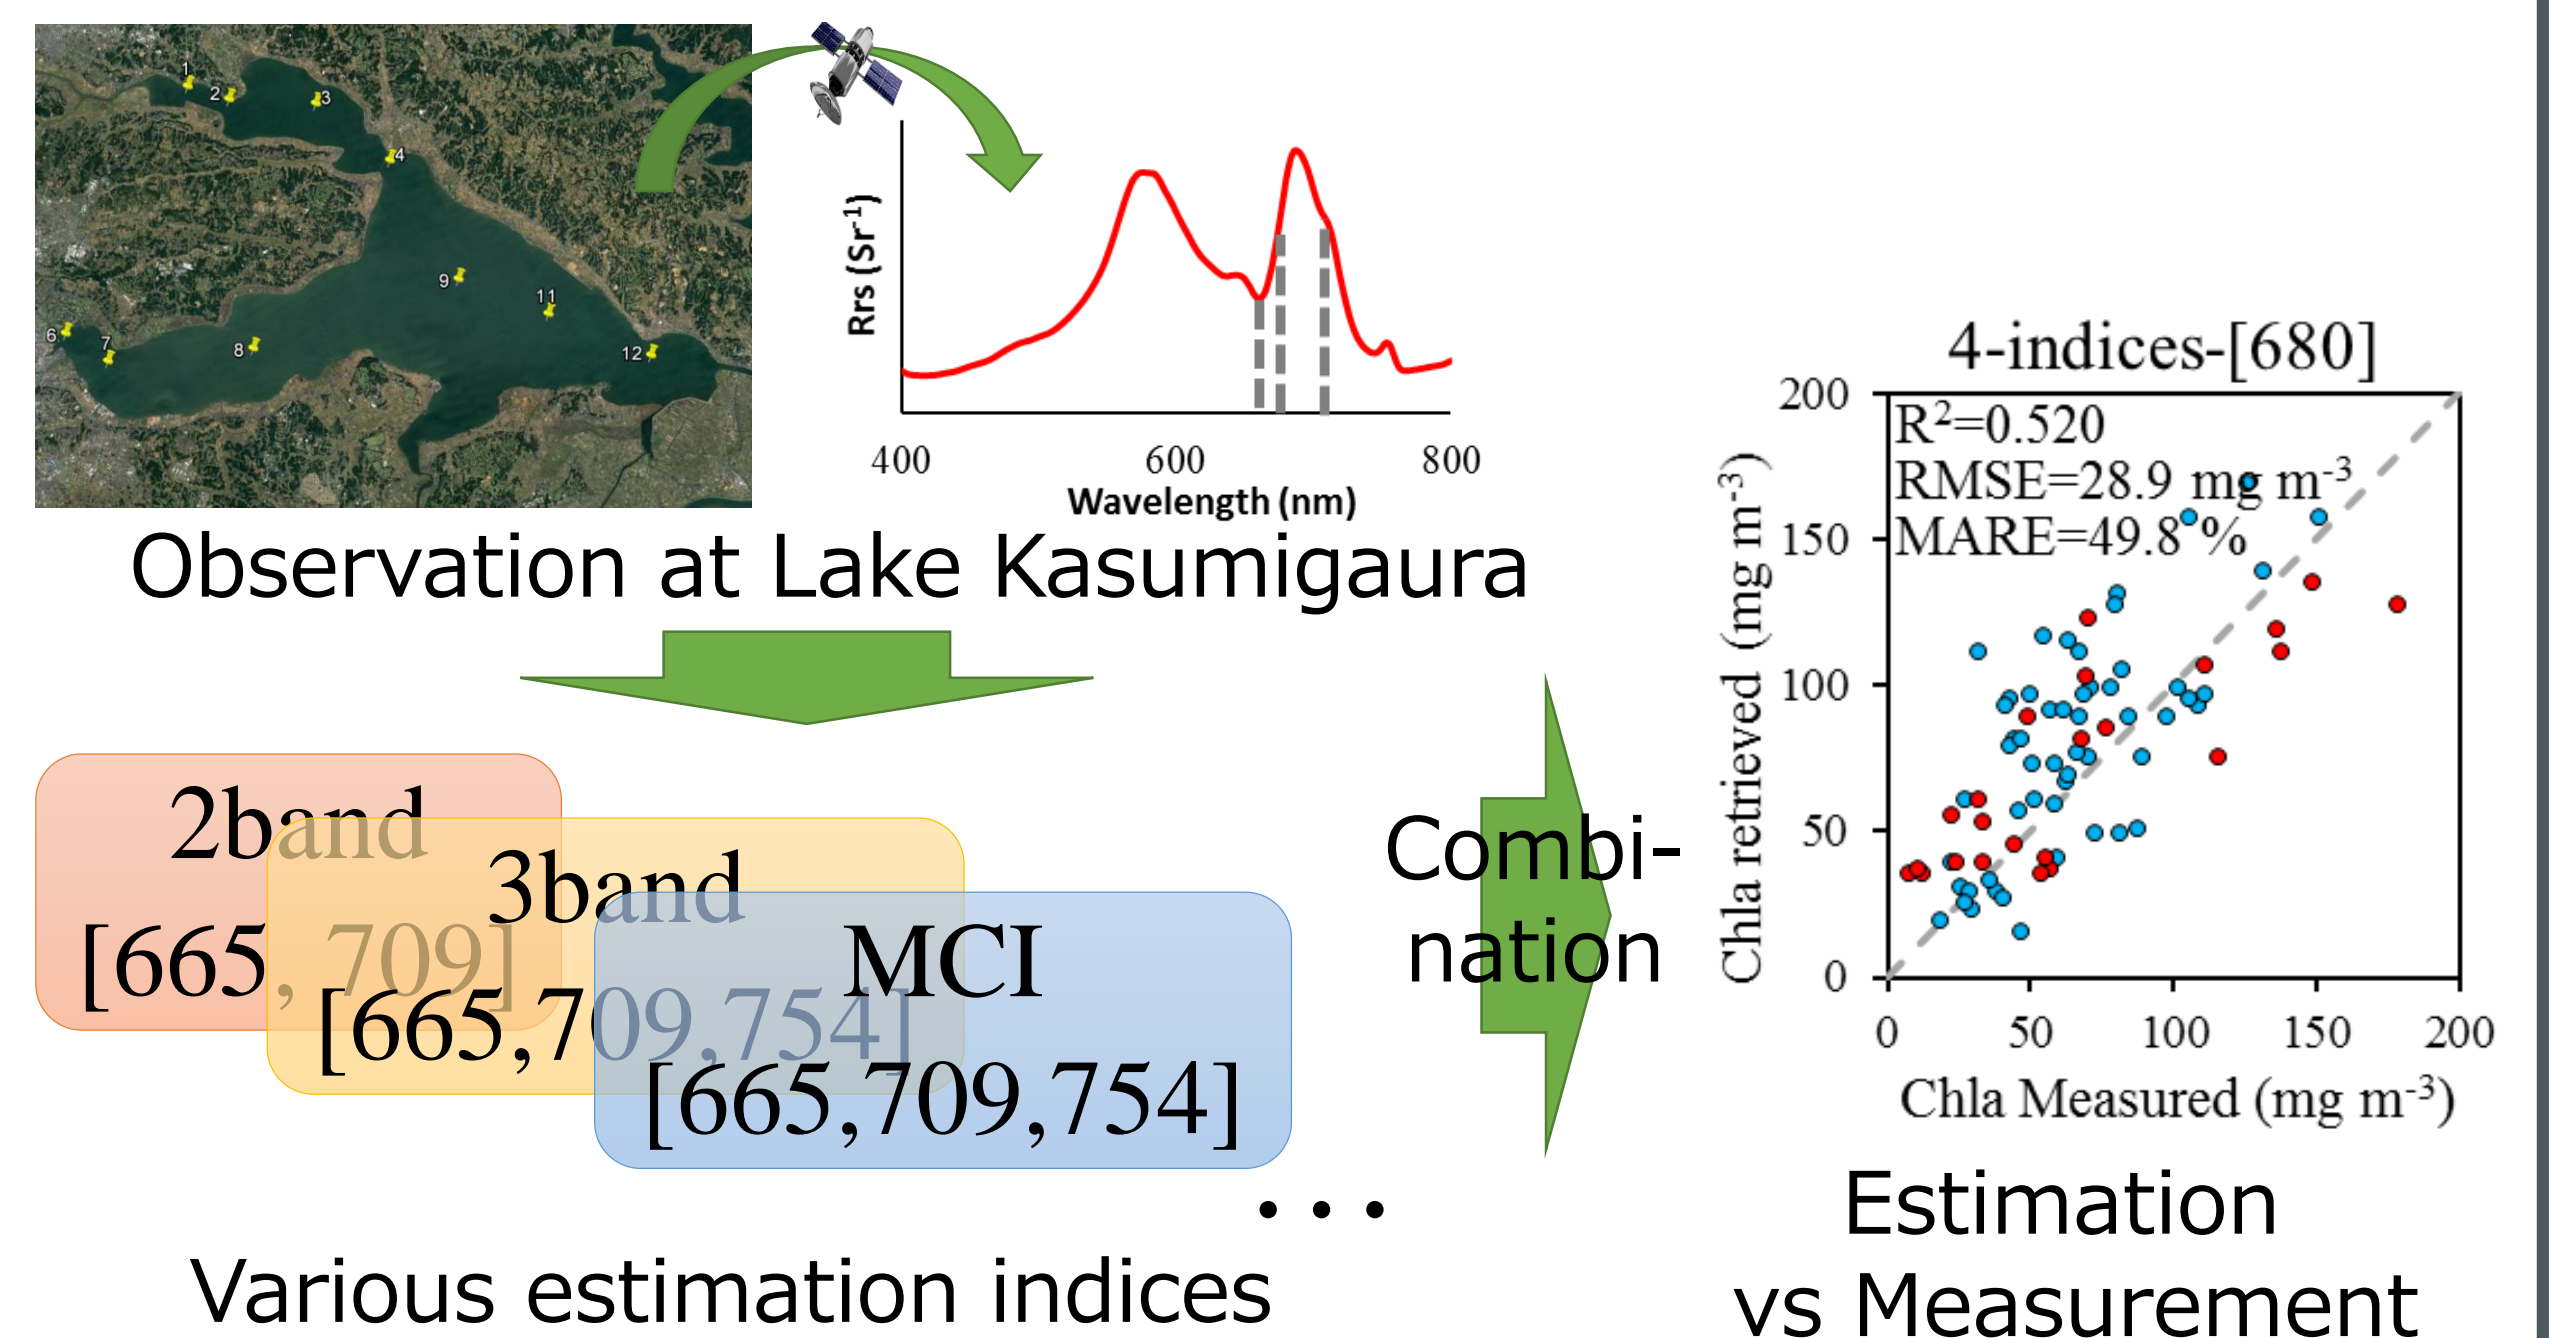 1
2
3
4
9
11
6
7
8
12
Rrs (Sr-1)
400 600 800
Wavelength (nm)
Observation at Lake Kasumigaura
2band
[665, 709]
3band
[665,709,754]
MCI
[665,709,754]
• • •
Various estimation indices
Combi-
nation
4-indices-[680]
R2=0.520
RMSE=28.9 mg m-3
MARE=49.8 %
200
150
100
50
0
Chla retrieved (mg m-3)
0 50 100 150 200
Chla Measured (mg m-3)
Estimation
vs Measurement